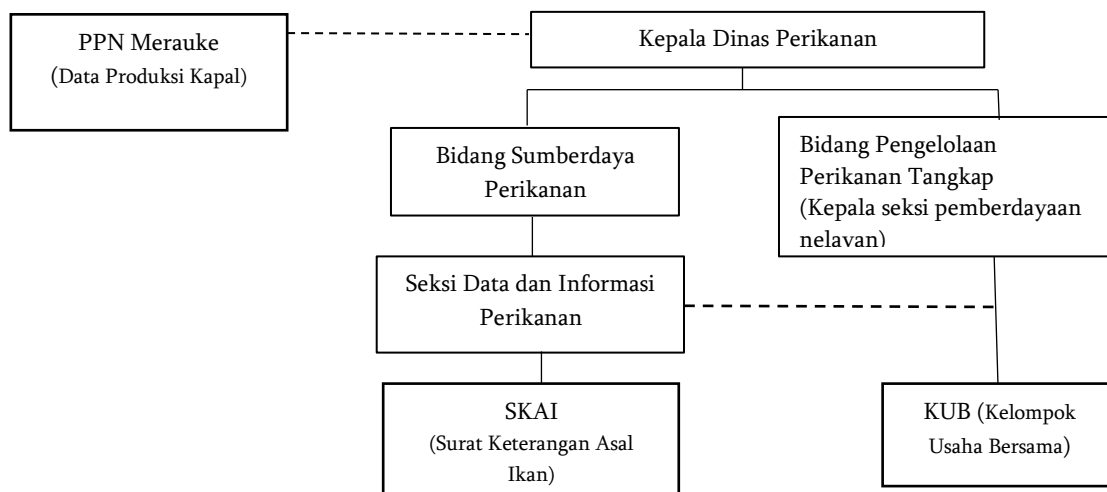 PPN Merauke
(Data Produksi Kapal)
Kepala Dinas Perikanan
Bidang Sumberdaya
Perikanan
Bidang Pengelolaan
Perikanan Tangkap
(Kepala seksi pemberdayaan
nelayan)
Seksi Data dan Informasi
Perikanan
SKAI
(Surat Keterangan Asal
Ikan)
KUB (Kelompok
Usaha Bersama)